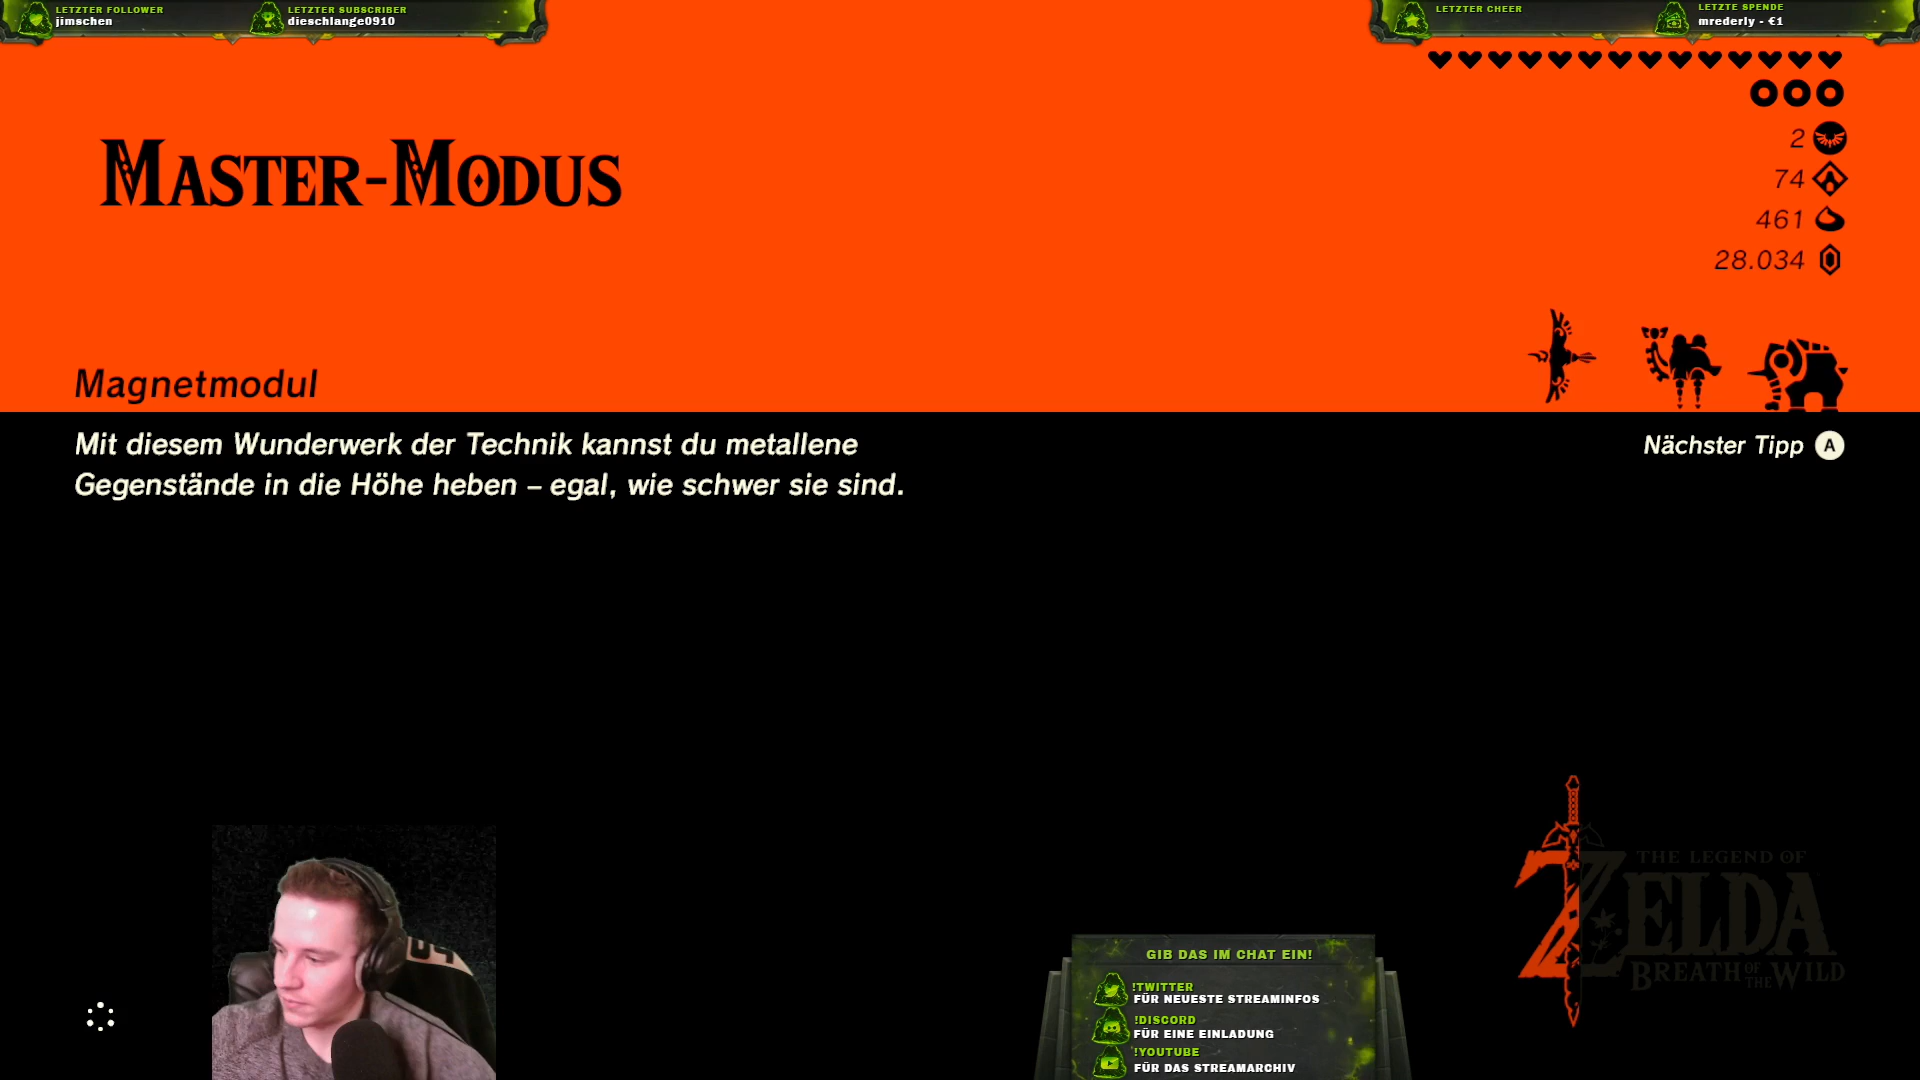 LETZTER FOLLOWER
jimschen
LETZTER SUBSCRIBER
dieschlange0910
LETZTER CHEER
LETZTE SPENDE
mrederly - €1
MASTER-MODUS
2
74
461
28.034
Magnetmodul
Mit diesem Wunderwerk der Technik kannst du metallene
Gegenstände in die Höhe heben – egal, wie schwer sie sind.
Nächster Tipp A
THE LEGEND OF
ZELDA
BREATH OF THE WILD
GIB DAS IM CHAT EIN!
!TWITTER
FÜR NEUESTE STREAMINFOS
!DISCORD
FÜR EINE EINLADUNG
!YOUTUBE
FÜR DAS STREAMARCHIV